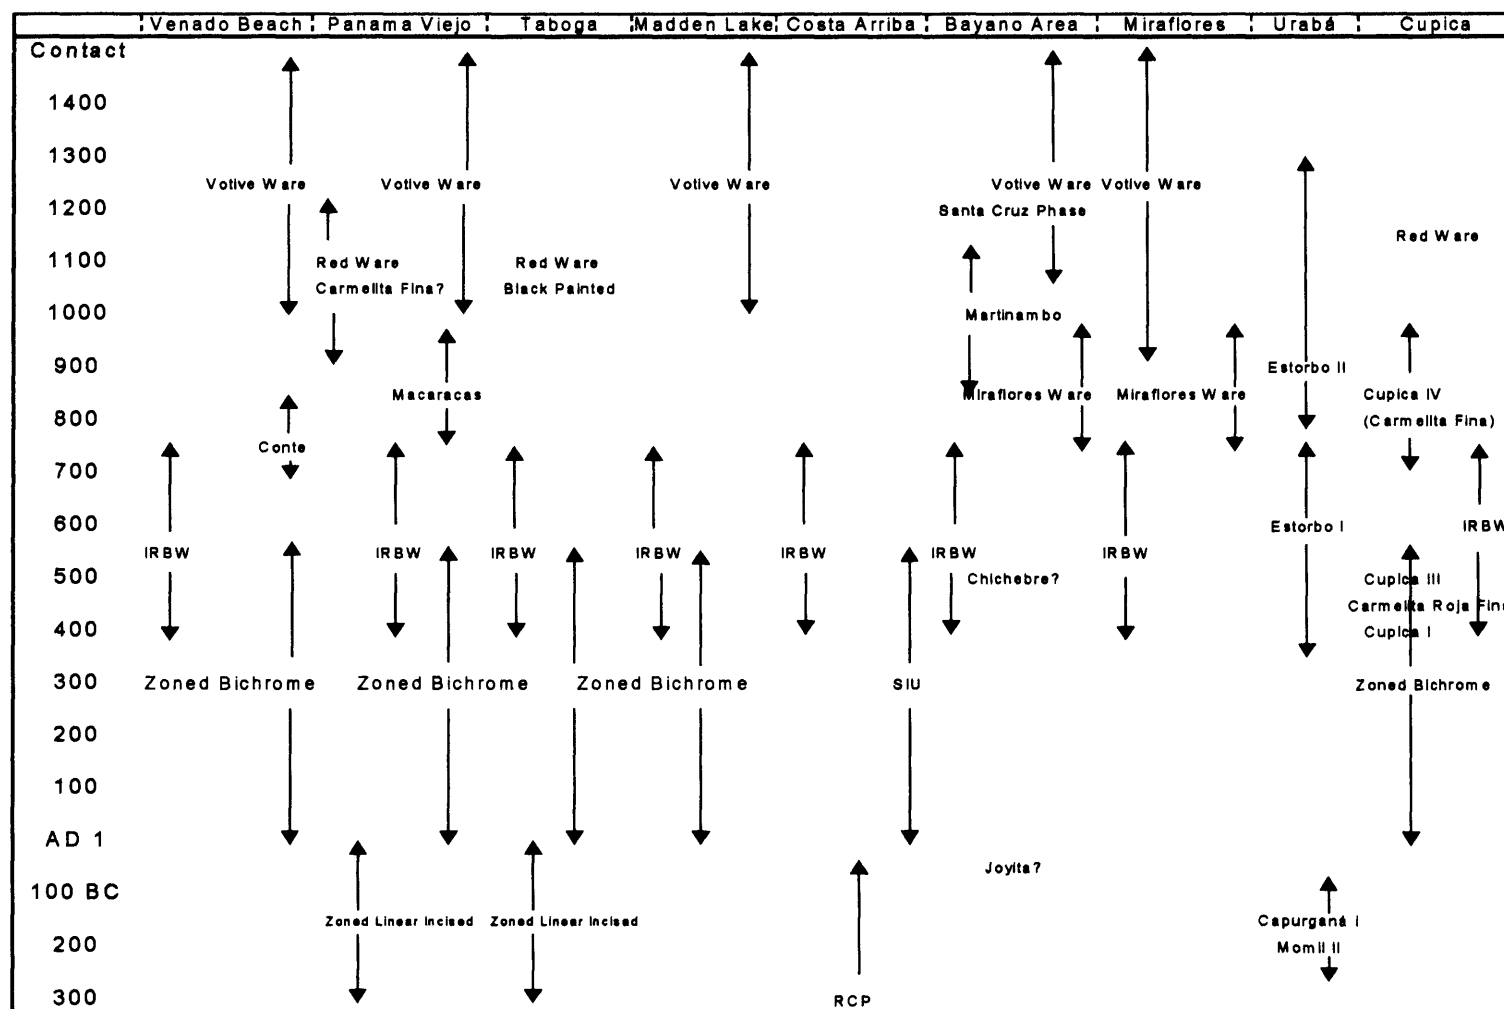 Venado Beach Panama Viejo Taboga Madden Lake Costa Arriba Bayano Area Miraflores Urabá Cupica
Contact
1400
1300
Votive Ware Votive Ware Votive Ware Votive Ware Votive Ware
1200 Santa Cruz Phase
Red Ware
1100 Red Ware Red Ware
Carmelita Fina? Black Painted
1000 Martinambo
900 Estorbo II
Macaracas Miraflores Ware Miraflores Ware Cupica IV
800 (Carmelita Fina)
Conte
700
600 Estorbo I IRBW
IRBW IRBW IRBW IRBW IRBW IRBW IRBW
500 Chichebre? Cupica III
Carmelita Roja Fina
400 Cupica I
300 Zoned Bichrome Zoned Bichrome Zoned Bichrome SIU Zoned Bichrome
200
100
AD 1
Joyita?
100 BC
Zoned Linear Incised Zoned Linear Incisad Capurganá I
200 Momil II
300 RCP